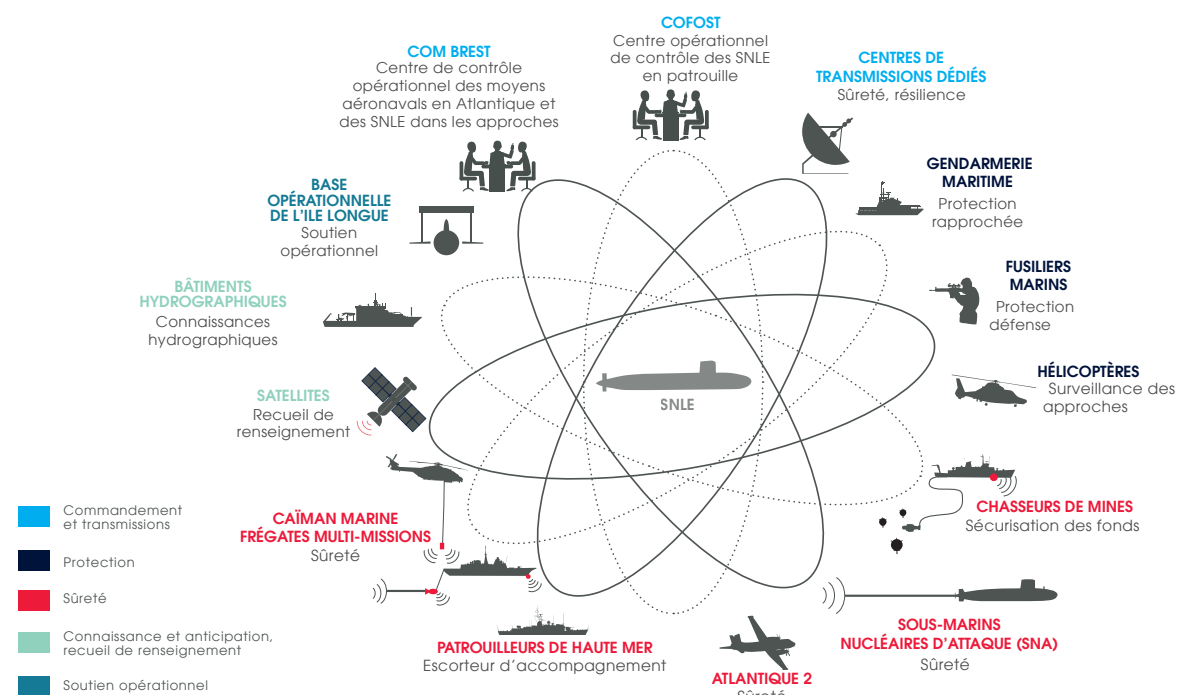 COFOST
Centre opérationnel
de contrôle des SNLE
en patrouille
COM BREST
Centre de contrôle
opérationnel des moyens
aéronavals en Atlantique et
des SNLE dans les approches
CENTRES DE
TRANSMISSIONS DÉDIÉS
Sûreté, résilience
GENDARMERIE
MARITIME
Protection
rapprochée
BASE
OPÉRATIONNELLE
DE L'ILE LONGUE
Soutien
opérationnel
FUSILIERS
MARINS
Protection
défense
BÂTIMENTS
HYDROGRAPHIQUES
Connaissances
hydrographiques
HÉLICOPTÈRES
Surveillance des
approches
SNLE
SATELLITES
Recueil de
renseignement
CHASSEURS DE MINES
Sécurisation des fonds
CAÏMAN MARINE
FRÉGATES MULTI-MISSIONS
Sûreté
SOUS-MARINS
NUCLÉAIRES D'ATTAQUE (SNA)
Sûreté
PATROUILLEURS DE HAUTE MER
Escorteur d'accompagnement
ATLANTIQUE 2
Sûreté
Commandement
et transmissions
Protection
Sûreté
Connaissance et anticipation,
recueil de renseignement
Soutien opérationnel